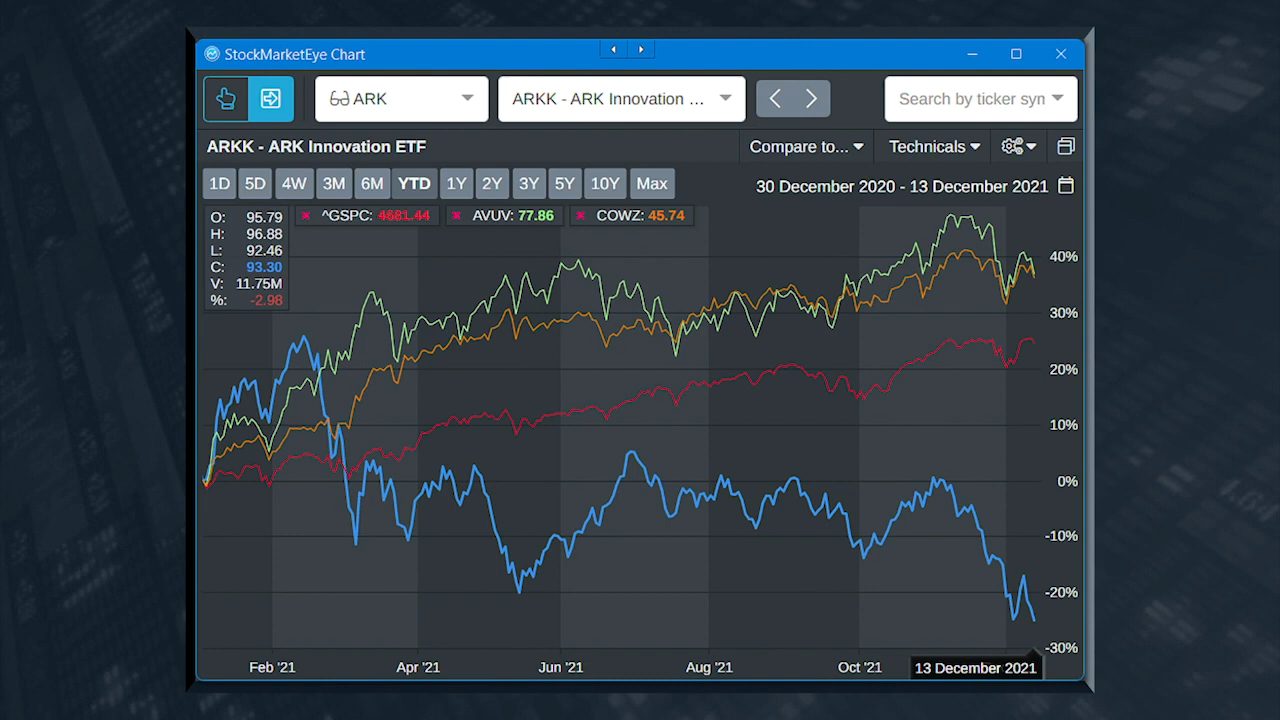 StockMarketEye Chart
ARK
ARKK - ARK Innovation ...
Search by ticker syn
ARKK - ARK Innovation ETF
Compare to...
Technicals
1D 5D 4W 3M 6M YTD 1Y 2Y 3Y 5Y 10Y Max
30 December 2020 - 13 December 2021
O: 95.79
H: 96.88
L: 92.46
C: 93.30
V: 11.75M
%: -2.98
^GSPC: 4681.44
AVUV: 77.86
COWZ: 45.74
40%
30%
20%
10%
0%
-10%
-20%
-30%
Feb '21
Apr '21
Jun '21
Aug '21
Oct '21
13 December 2021